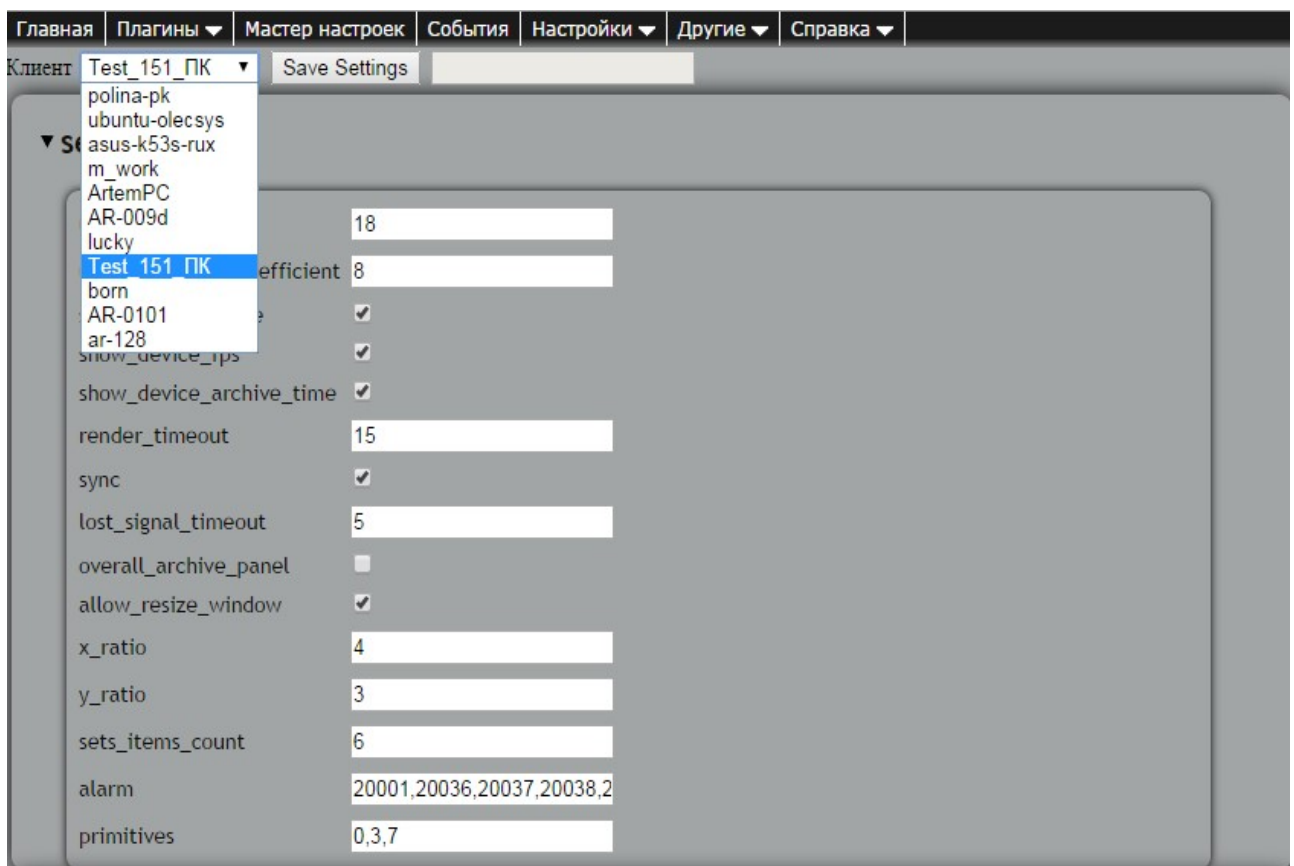 Главная Плагины Мастер настроек События Настройки Другие Справка
Клиент Test_151_ПК Save Settings
polina-pk
ubuntu-olecsys
asus-k53s-rux
m_work
ArtemPC
AR-009d
lucky
Test_151_ПК
born
AR-0101
ar-128
18
efficient 8
show_device_fps
show_device_archive_time
render_timeout 15
sync
lost_signal_timeout 5
overall_archive_panel
allow_resize_window
x_ratio 4
y_ratio 3
sets_items_count 6
alarm 20001,20036,20037,20038,2
primitives 0,3,7